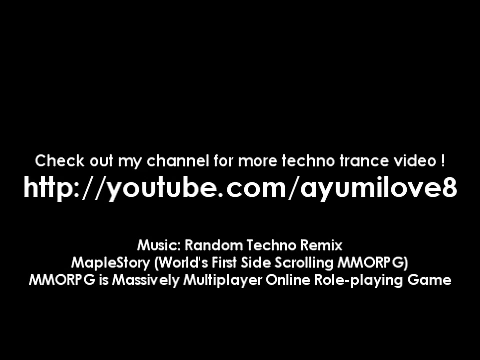 Check out my channel for more techno trance video !
http://youtube.com/ayumilove8
Music: Random Techno Remix
MapleStory (World's First Side Scrolling MMORPG)
MMORPG is Massively Multiplayer Online Role-playing Game